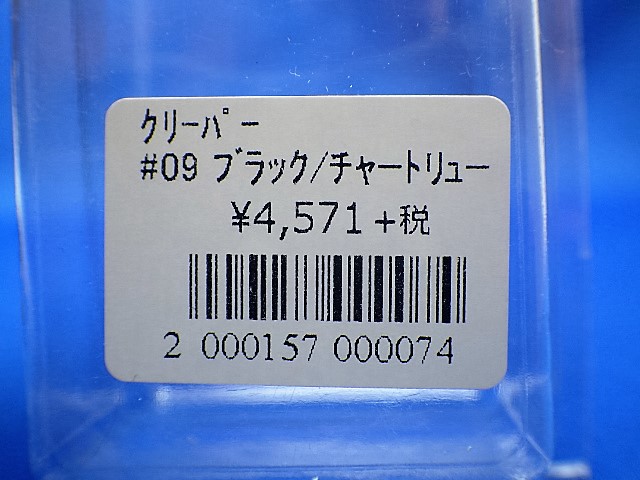 ｸﾘｰﾊﾟｰ
#09 ﾌﾞﾗｯｸ/ﾁｬｰﾄﾘｭｰ
¥4,571+税
2 000157 000074